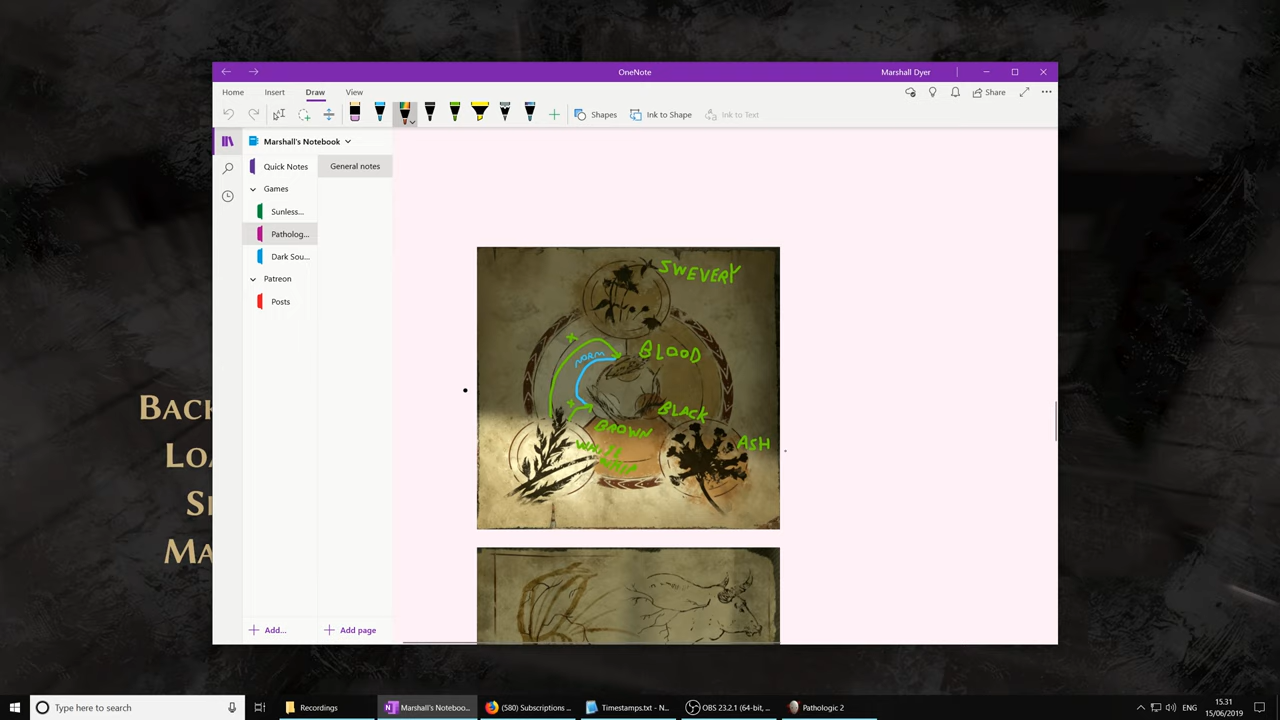 OneNote
Marshall Dyer
Home
Insert
Draw
View
Share
Shapes
Ink to Shape
Ink to Text
Marshall's Notebook
Quick Notes
General notes
Games
Sunless...
Patholog...
Dark Sou...
Patreon
Posts
SWEVERY
NORM
BLOOD
BLACK
BROWN
ASH
BACK
LOA
MA
Add...
Add page
Type here to search
Recordings
Marshall's Noteboo...
(580) Subscriptions ...
Timestamps.txt - N...
OBS 23.2.1 (64-bit, ...
Pathologic 2
ENG
15.31
15/06/2019